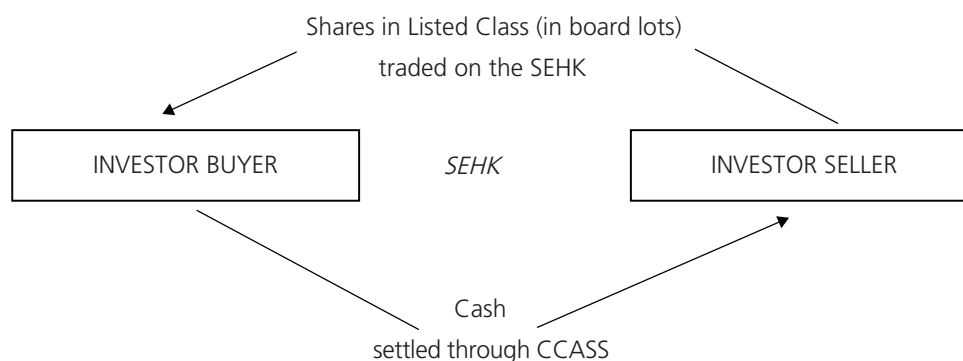 Shares in Listed Class (in board lots)
traded on the SEHK
INVESTOR BUYER
SEHK
INVESTOR SELLER
Cash
settled through CCASS